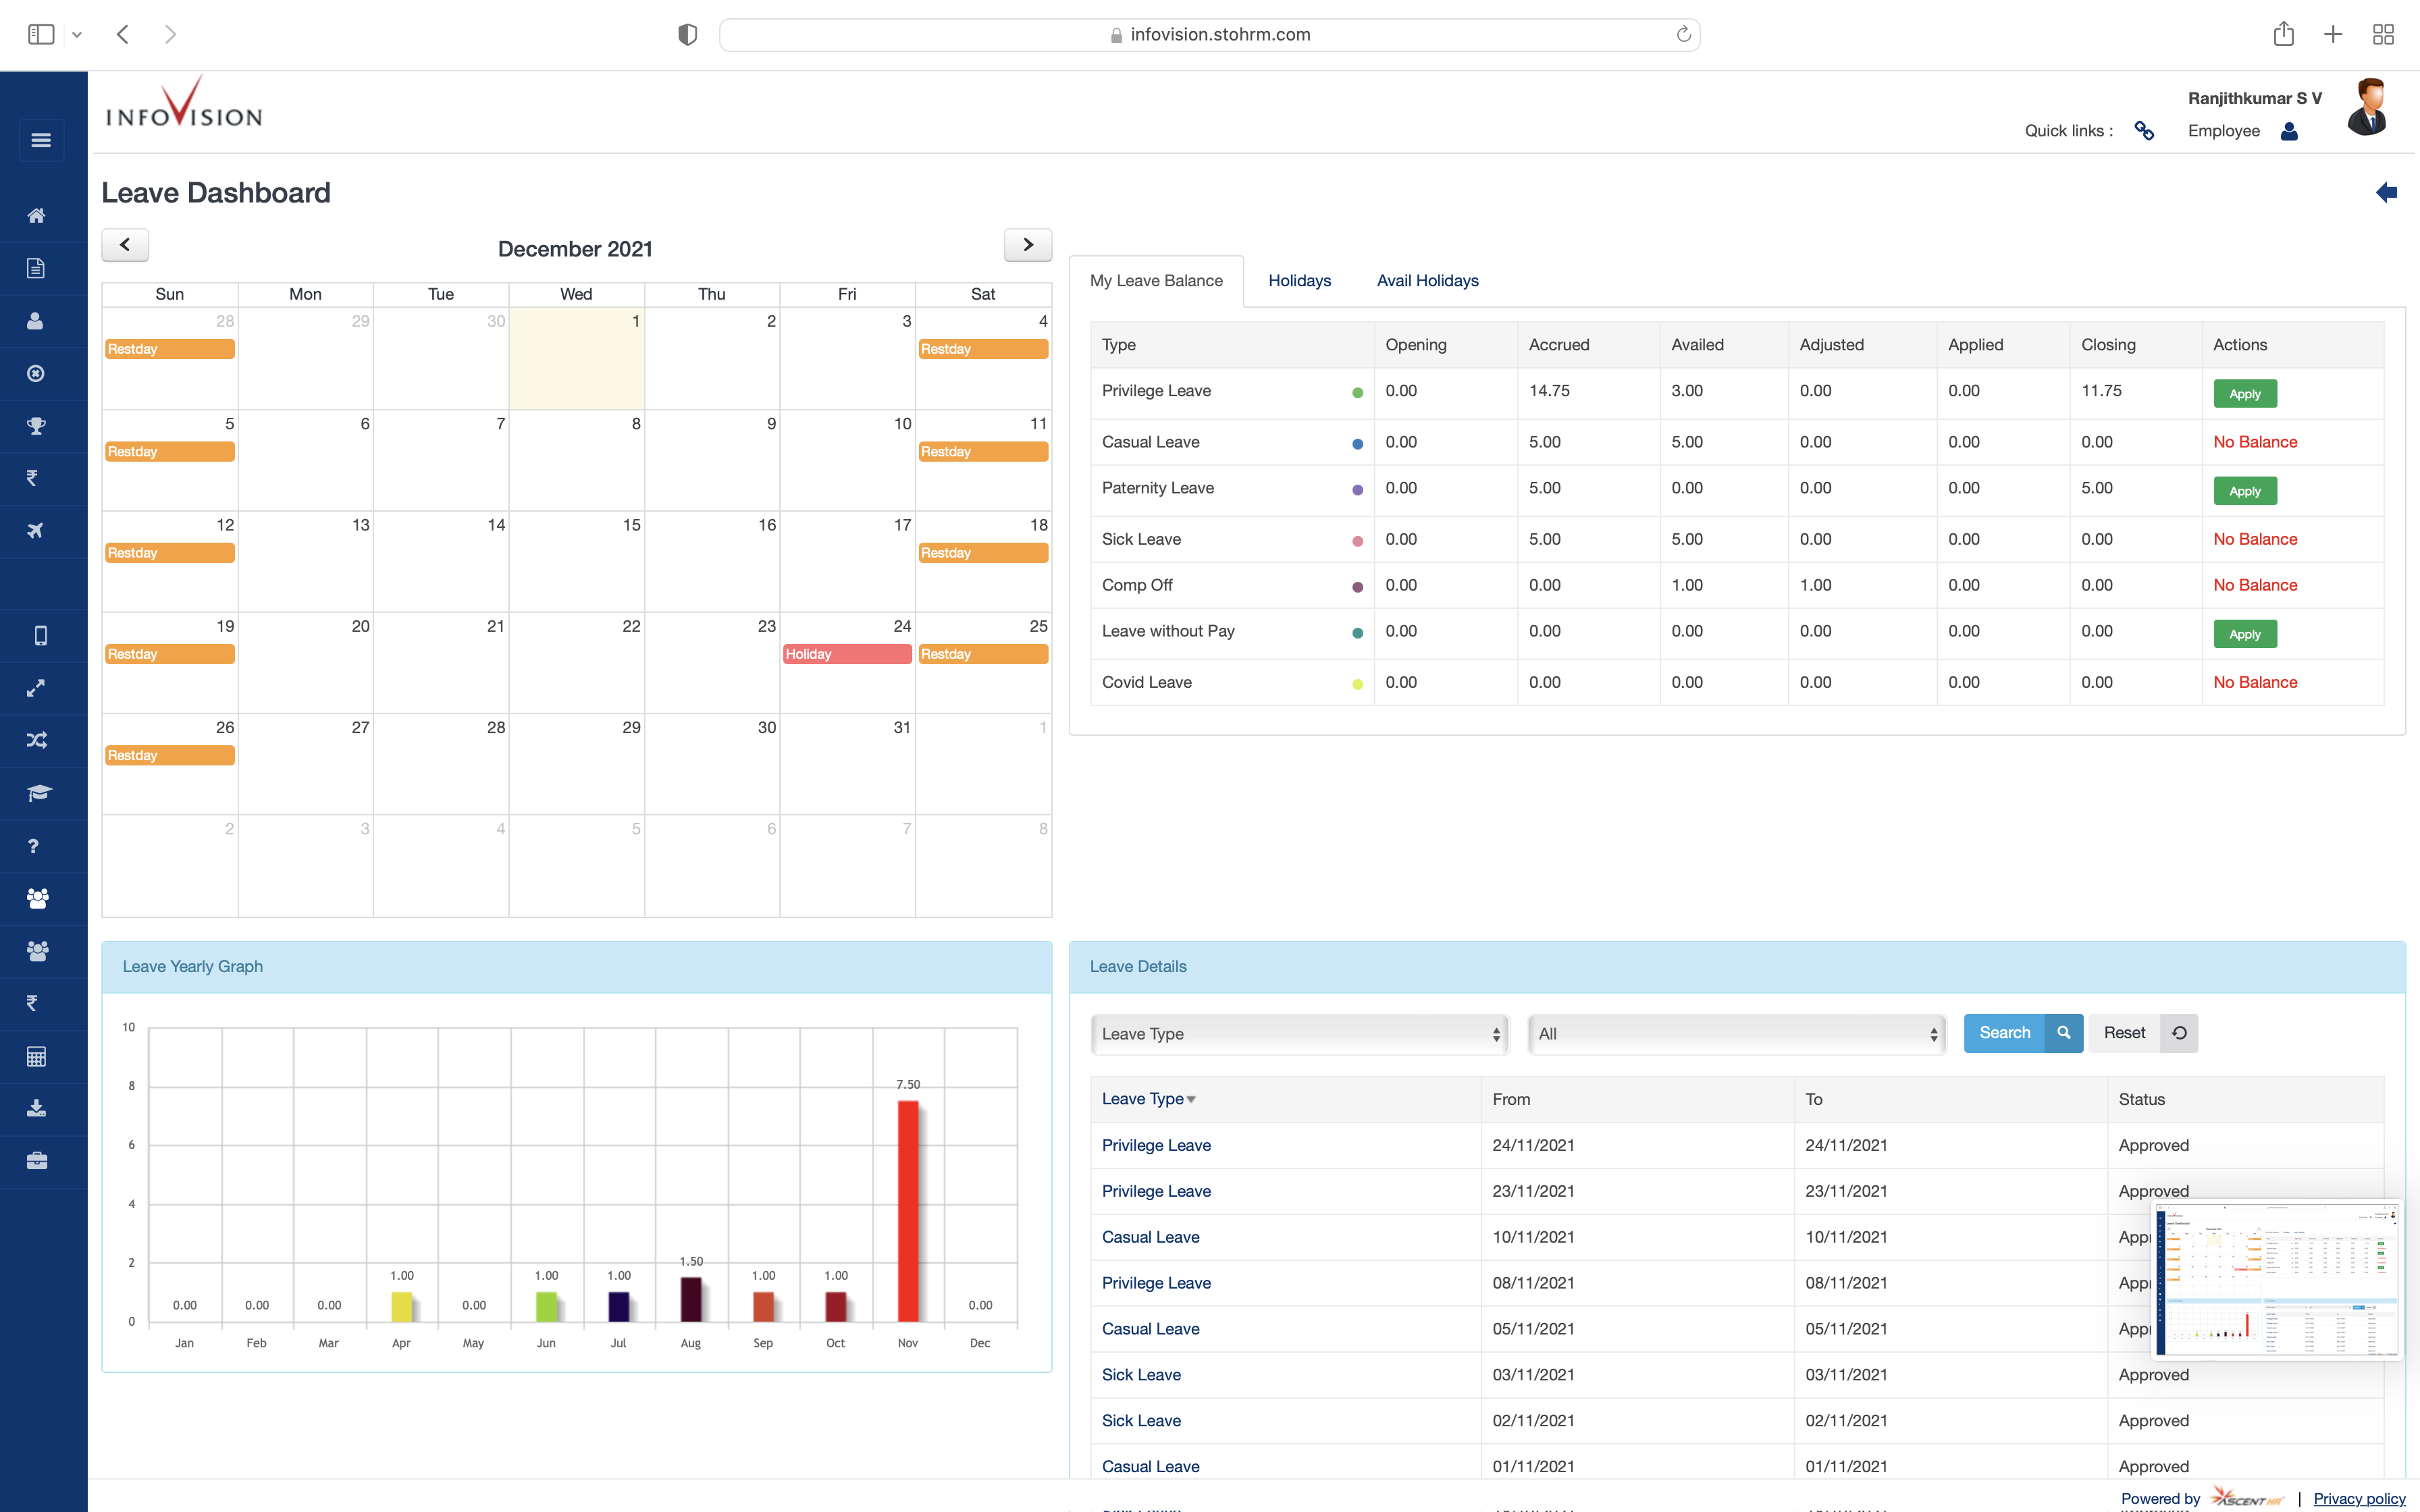 infovision.stohrm.com
INFOVISION
Ranjithkumar S V
Quick links :
Employee
Leave Dashboard
December 2021
Sun Mon Tue Wed Thu Fri Sat
28 29 30 1 2 3 4
Restday Restday
5 6 7 8 9 10 11
Restday Restday
12 13 14 15 16 17 18
Restday Restday
19 20 21 22 23 24 25
Restday Holiday Restday
26 27 28 29 30 31 1
Restday
2 3 4 5 6 7 8
My Leave Balance Holidays Avail Holidays
Type Opening Accrued Availed Adjusted Applied Closing Actions
Privilege Leave 0.00 14.75 3.00 0.00 0.00 11.75 Apply
Casual Leave 0.00 5.00 5.00 0.00 0.00 0.00 No Balance
Paternity Leave 0.00 5.00 0.00 0.00 0.00 5.00 Apply
Sick Leave 0.00 5.00 5.00 0.00 0.00 0.00 No Balance
Comp Off 0.00 0.00 1.00 1.00 0.00 0.00 No Balance
Leave without Pay 0.00 0.00 0.00 0.00 0.00 0.00 Apply
Covid Leave 0.00 0.00 0.00 0.00 0.00 0.00 No Balance
Leave Yearly Graph
10
8
6
4
2
0
0.00 0.00 0.00 1.00 0.00 1.00 1.00 1.50 1.00 1.00 7.50 0.00
Jan Feb Mar Apr May Jun Jul Aug Sep Oct Nov Dec
Leave Details
Leave Type All Search Reset
Leave Type From To Status
Privilege Leave 24/11/2021 24/11/2021 Approved
Privilege Leave 23/11/2021 23/11/2021 Approved
Casual Leave 10/11/2021 10/11/2021
Privilege Leave 08/11/2021 08/11/2021
Casual Leave 05/11/2021 05/11/2021
Sick Leave 03/11/2021 03/11/2021 Approved
Sick Leave 02/11/2021 02/11/2021 Approved
Casual Leave 01/11/2021 01/11/2021 Approved
Powered by ASCENT HR | Privacy policy